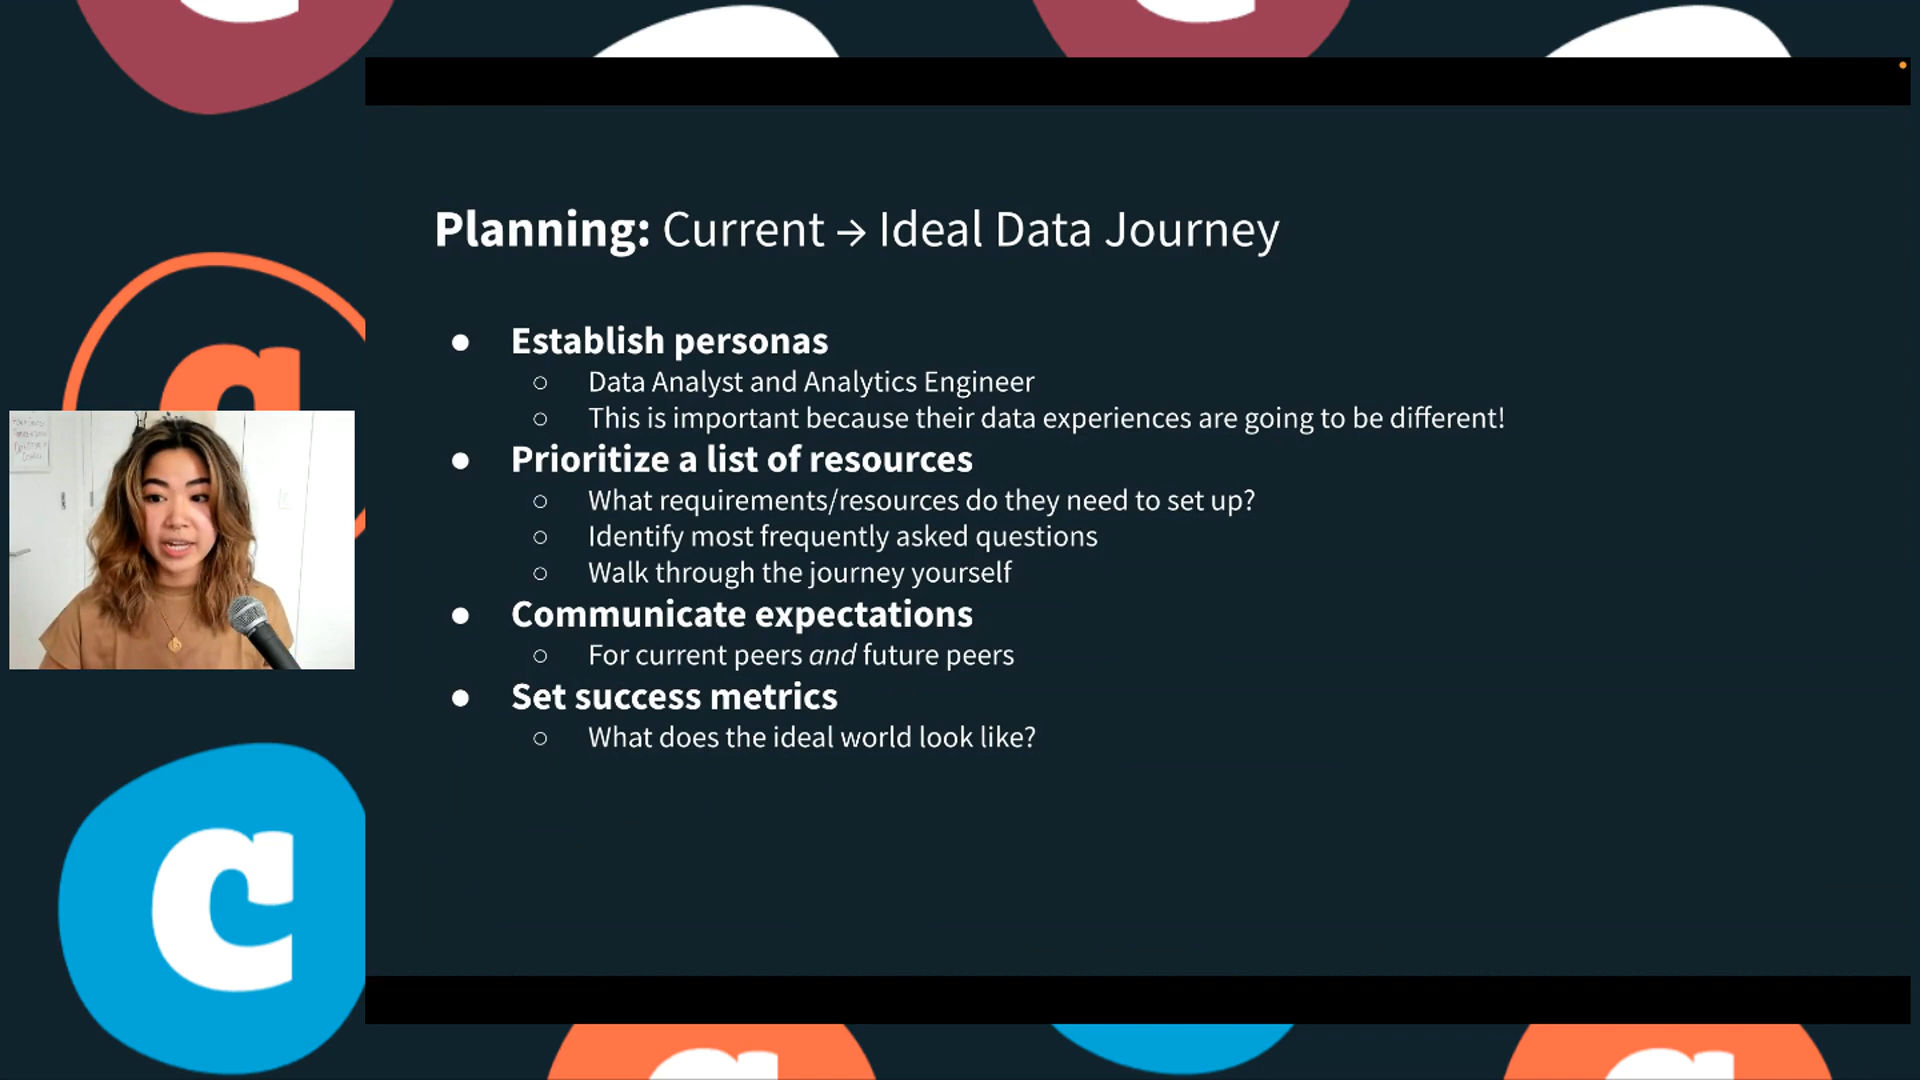 Planning: Current → Ideal Data Journey
● Establish personas
○ Data Analyst and Analytics Engineer
○ This is important because their data experiences are going to be different!
● Prioritize a list of resources
○ What requirements/resources do they need to set up?
○ Identify most frequently asked questions
○ Walk through the journey yourself
● Communicate expectations
○ For current peers and future peers
● Set success metrics
○ What does the ideal world look like?
c